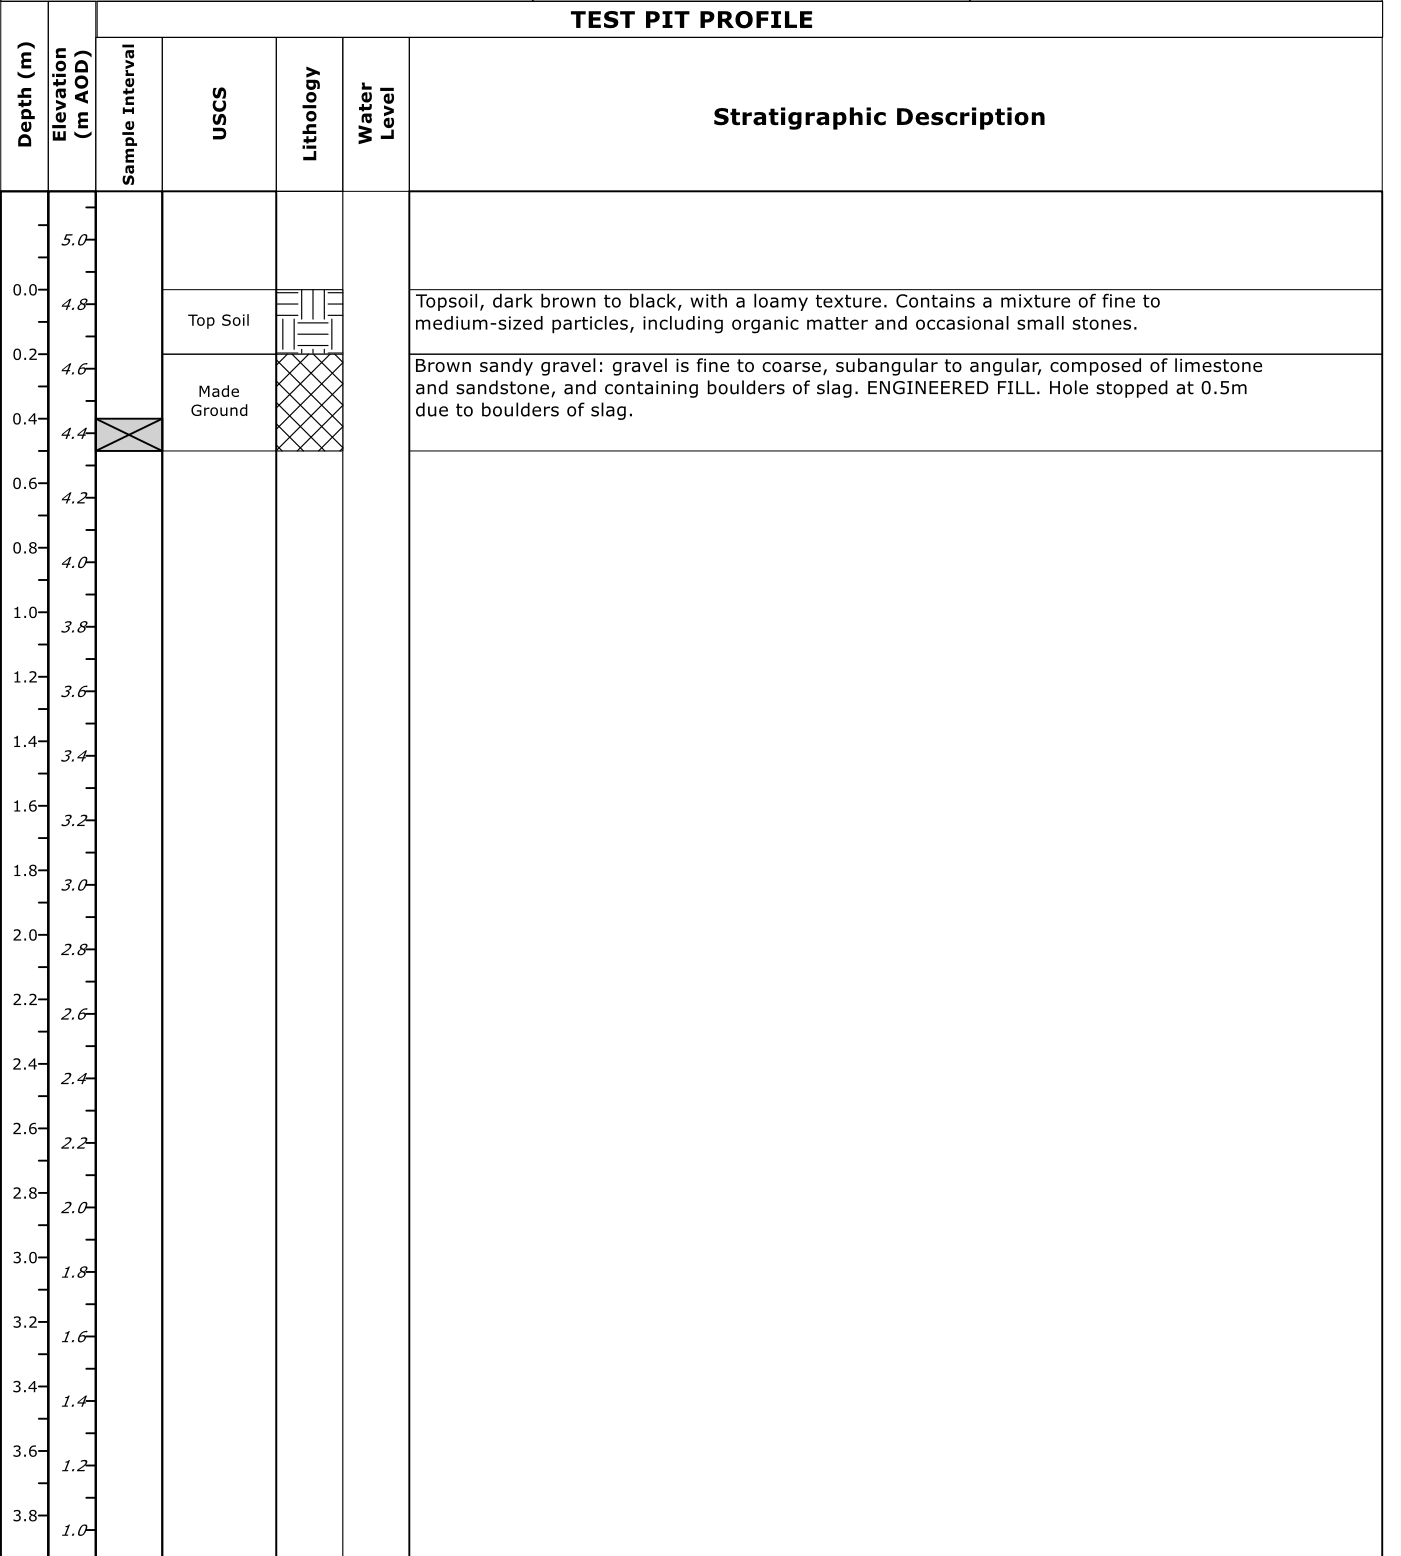 TEST PIT PROFILE
Depth (m)
Elevation
(m AOD)
Sample Interval
USCS
Lithology
Water
Level
Stratigraphic Description
5.0
0.0
4.8
Top Soil
Topsoil, dark brown to black, with a loamy texture. Contains a mixture of fine to
medium-sized particles, including organic matter and occasional small stones.
0.2
4.6
Made
Ground
Brown sandy gravel: gravel is fine to coarse, subangular to angular, composed of limestone
and sandstone, and containing boulders of slag. ENGINEERED FILL. Hole stopped at 0.5m
due to boulders of slag.
0.4
4.4
0.6
4.2
0.8
4.0
1.0
3.8
1.2
3.6
1.4
3.4
1.6
3.2
1.8
3.0
2.0
2.8
2.2
2.6
2.4
2.4
2.6
2.2
2.8
2.0
3.0
1.8
3.2
1.6
3.4
1.4
3.6
1.2
3.8
1.0